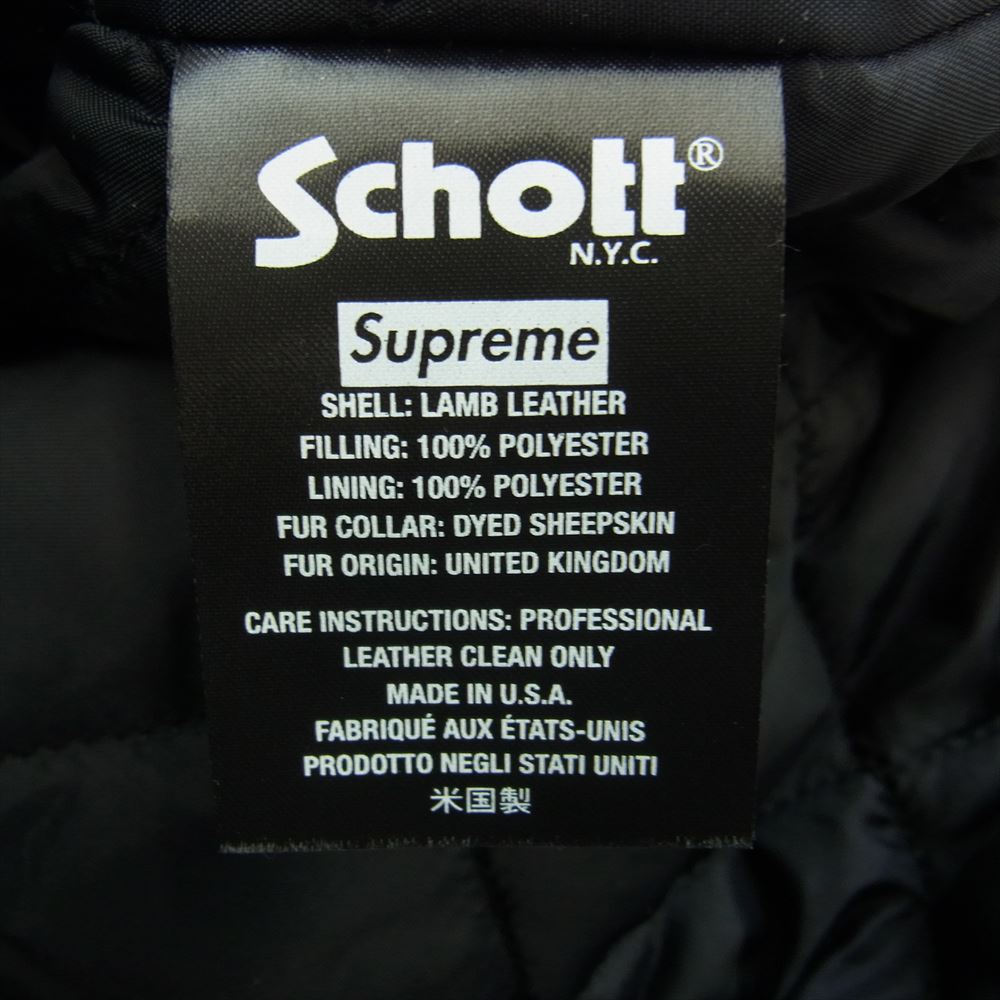 Schott®
N.Y.C.
Supreme
SHELL: LAMB LEATHER
FILLING: 100% POLYESTER
LINING: 100% POLYESTER
FUR COLLAR: DYED SHEEPSKIN
FUR ORIGIN: UNITED KINGDOM
CARE INSTRUCTIONS: PROFESSIONAL
LEATHER CLEAN ONLY
MADE IN U.S.A.
FABRIQUÉ AUX ÉTATS-UNIS
PRODOTTO NEGLI STATI UNITI
米国製